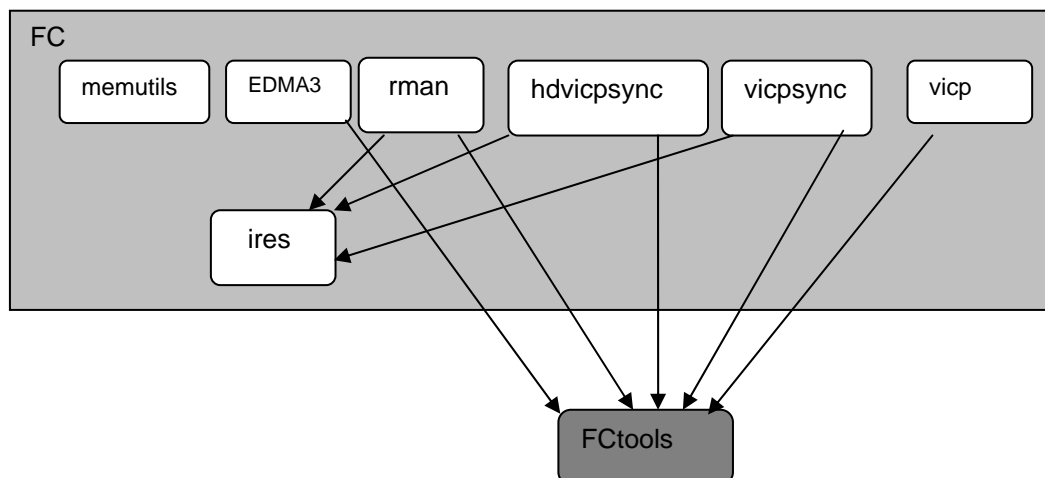 FC
memutils
EDMA3
rman
hdvicpsync
vicpsync
vicp
ires
FCtools